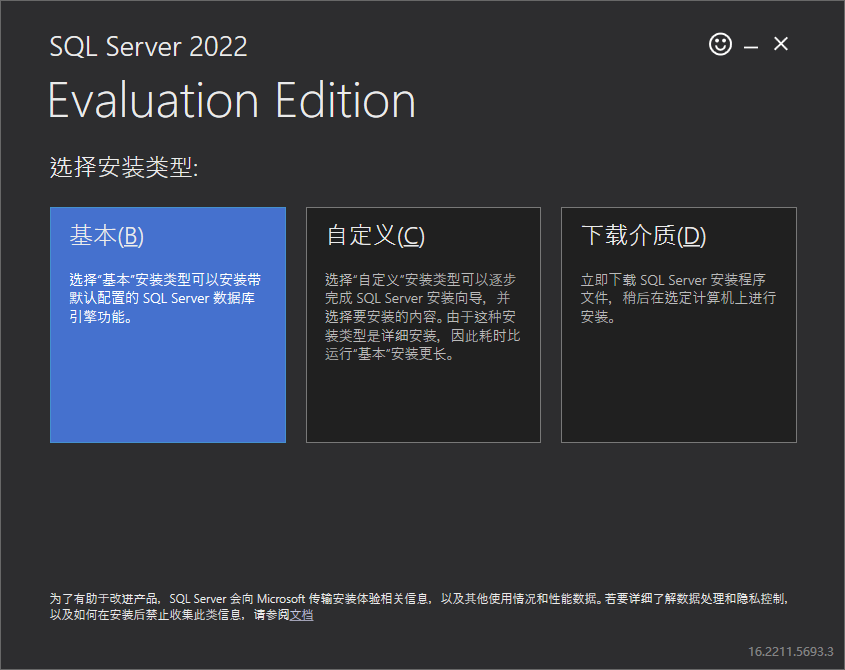 SQL Server 2022
Evaluation Edition
选择安装类型:
基本(B)
选择"基本"安装类型可以安装带
默认配置的 SQL Server 数据库
引擎功能。
自定义(C)
选择"自定义"安装类型可以逐步
完成 SQL Server 安装向导，并
选择要安装的内容。由于这种安
装类型是详细安装，因此耗时比
运行"基本"安装更长。
下载介质(D)
立即下载 SQL Server 安装程序
文件，稍后在选定计算机上进行
安装。
为了有助于改进产品，SQL Server 会向 Microsoft 传输安装体验相关信息，以及其他使用情况和性能数据。若要详细了解数据处理和隐私控制，
以及如何在安装后禁止收集此类信息，请参阅文档
16.2211.5693.3